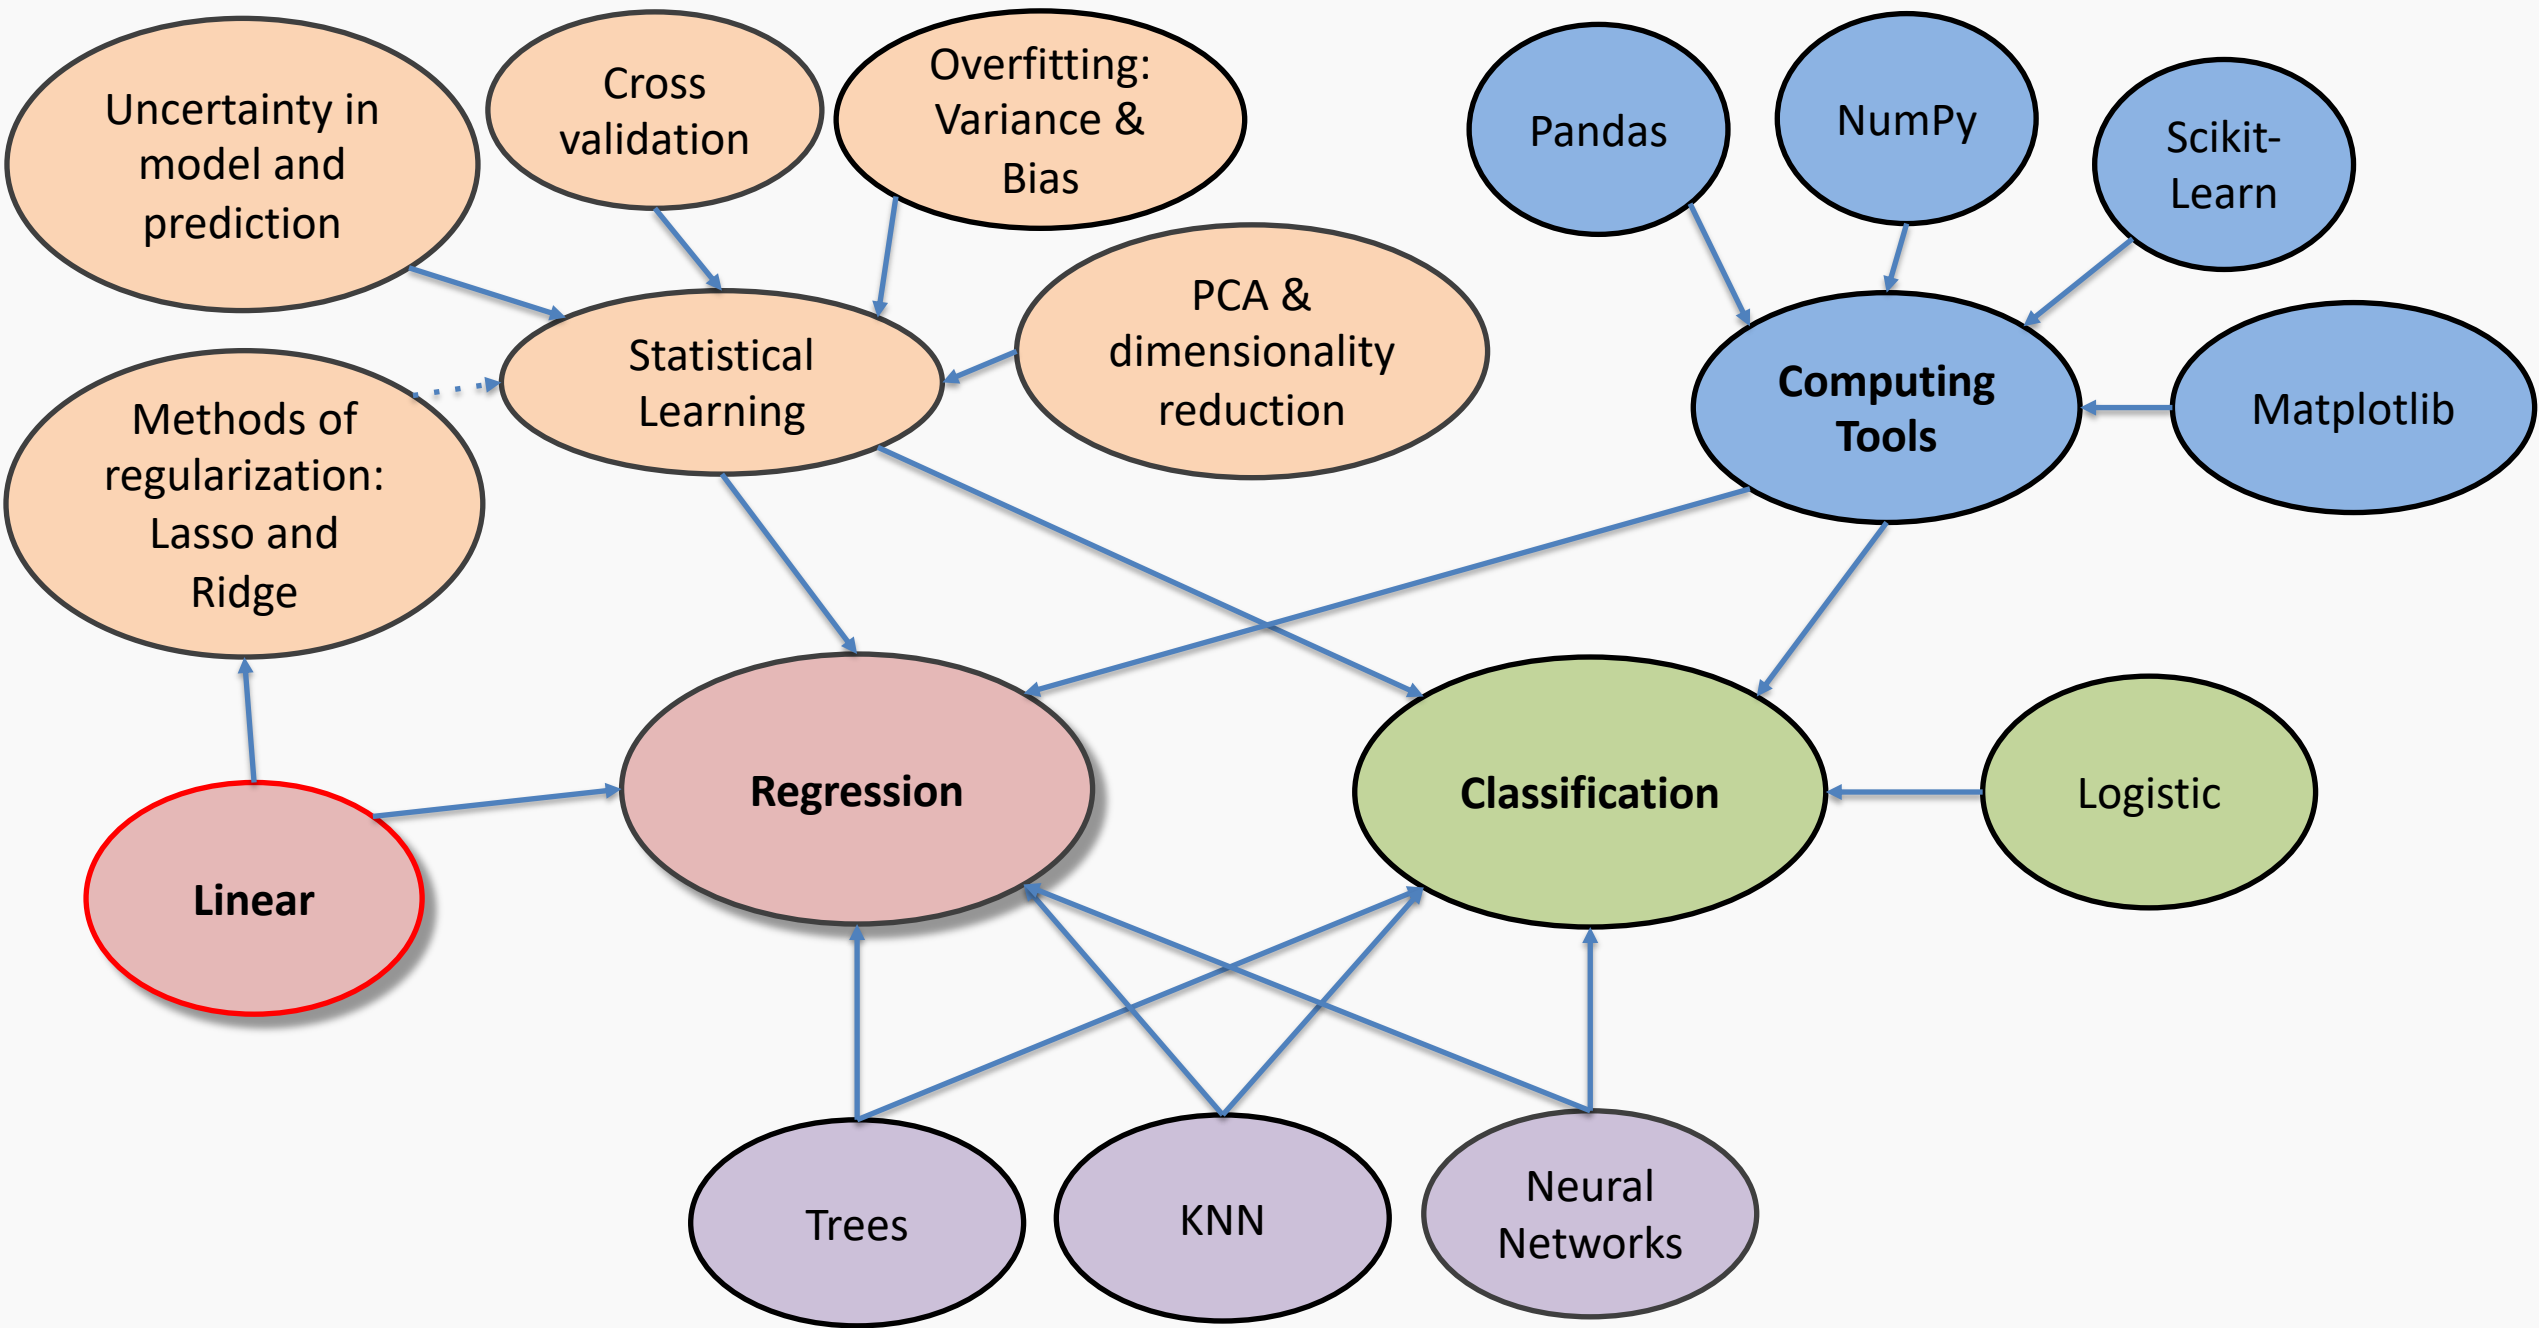 Uncertainty in
model and
prediction
Cross
validation
Overfitting:
Variance &
Bias
Pandas
NumPy
Scikit-
Learn
PCA &
dimensionality
reduction
Statistical
Learning
Computing
Tools
Matplotlib
Methods of
regularization:
Lasso and
Ridge
Regression
Classification
Logistic
Linear
Trees
KNN
Neural
Networks